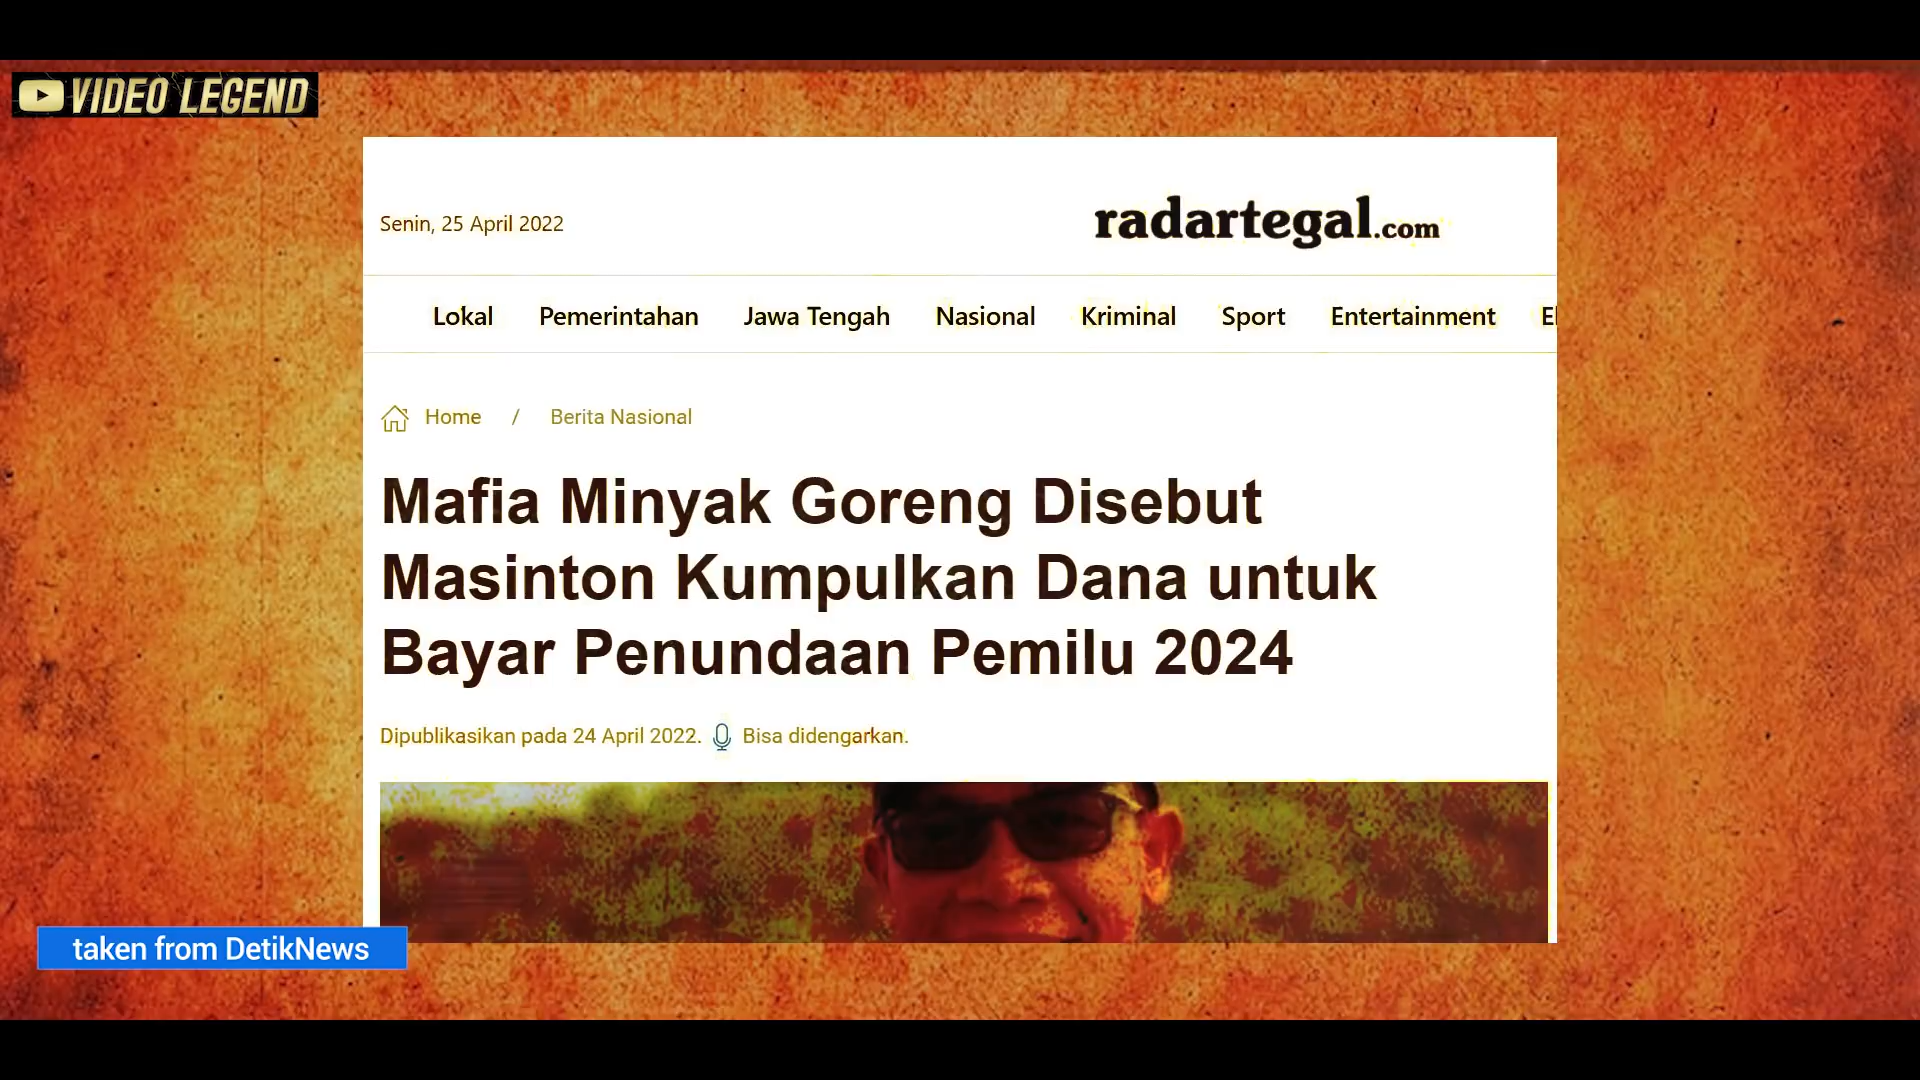 VIDEO LEGEND
Senin, 25 April 2022
radartegal.com
Lokal Pemerintahan Jawa Tengah Nasional Kriminal Sport Entertainment
Home / Berita Nasional
Mafia Minyak Goreng Disebut
Masinton Kumpulkan Dana untuk
Bayar Penundaan Pemilu 2024
Dipublikasikan pada 24 April 2022. Bisa didengarkan.
taken from DetikNews